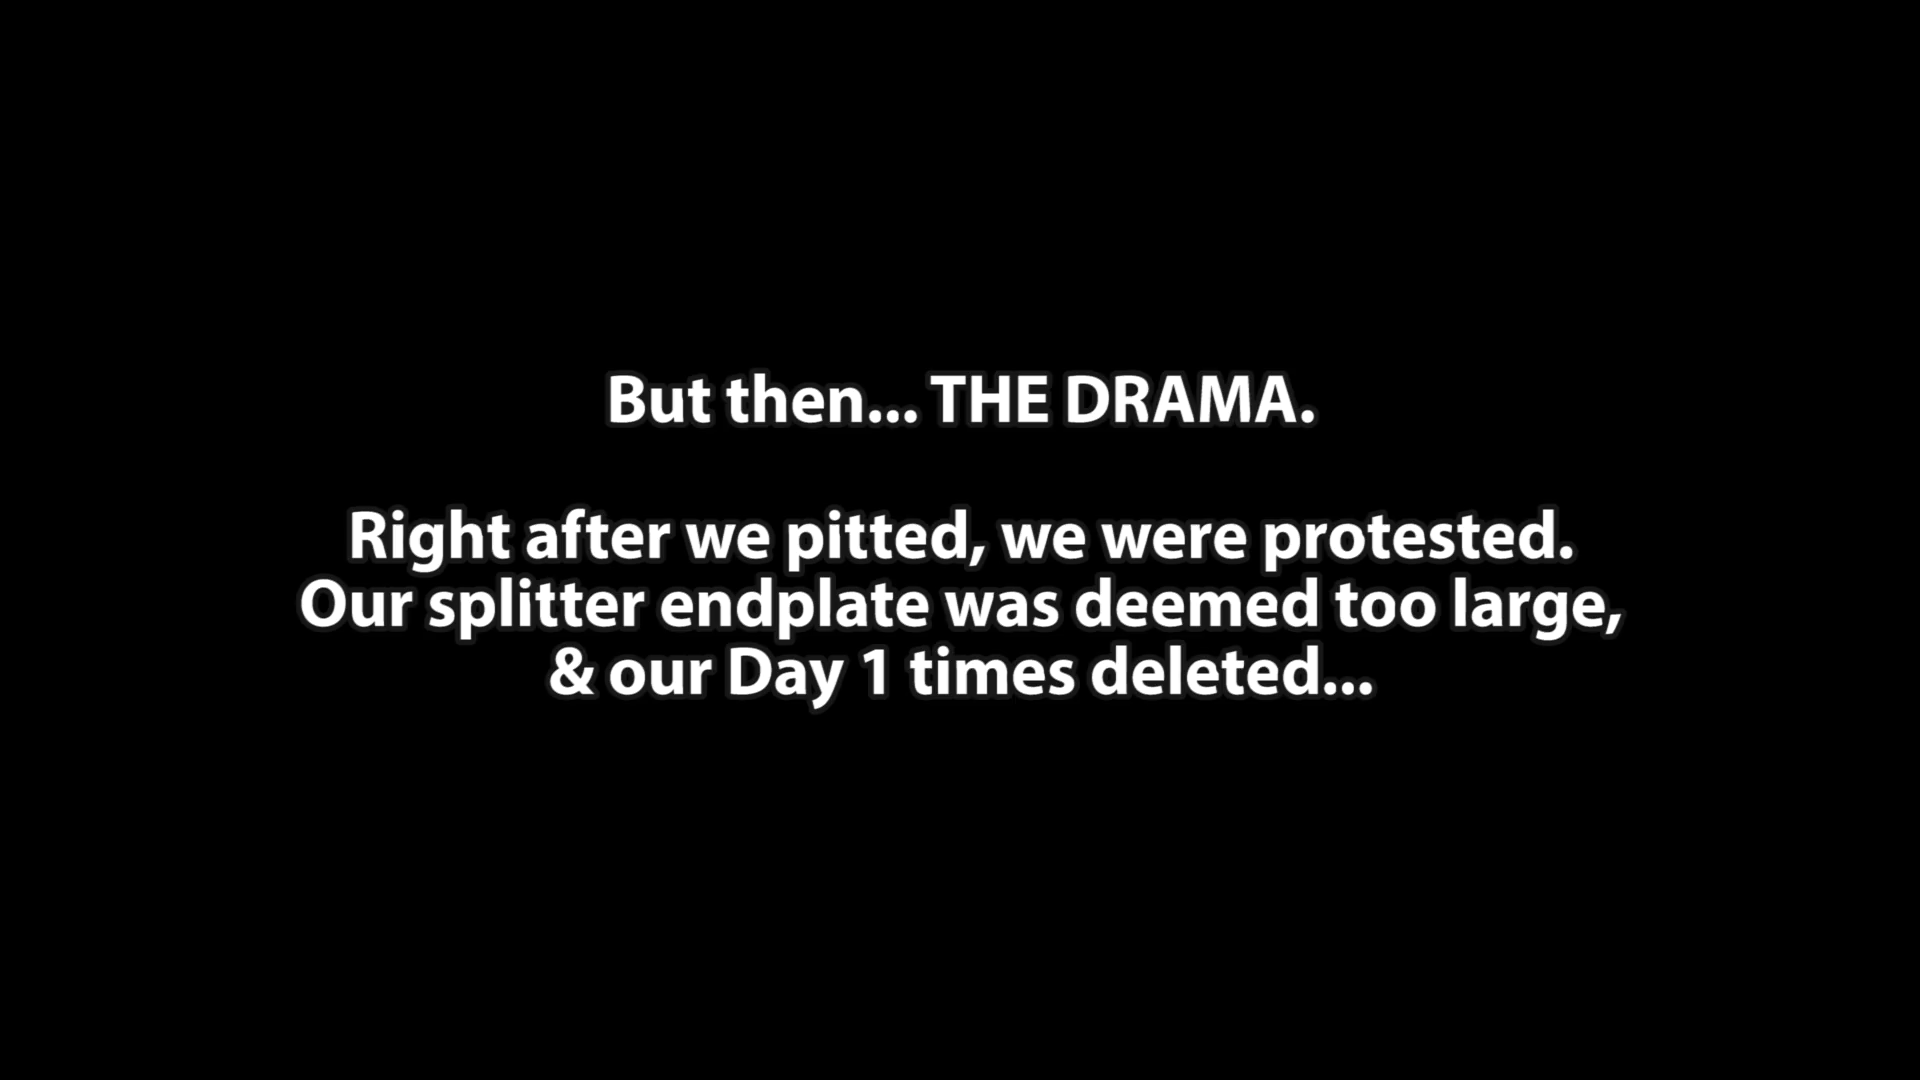 But then... THE DRAMA.
Right after we pitted, we were protested.
Our splitter endplate was deemed too large,
& our Day 1 times deleted...